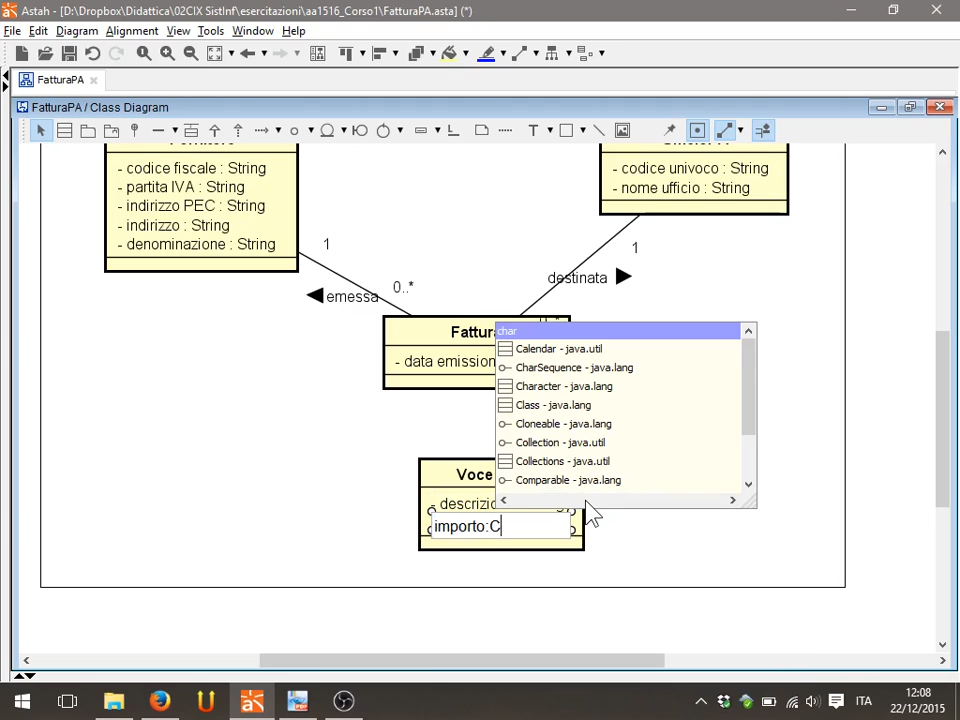 Astah - [D:\Dropbox\Didattica\02CIX SistInf\esercitazioni\aa1516_Corso1\FatturaPA.asta] (*)
File Edit Diagram Alignment View Tools Window Help
FatturaPA
FatturaPA / Class Diagram
- codice fiscale : String
- partita IVA : String
- indirizzo PEC : String
- indirizzo : String
- denominazione : String
- codice univoco : String
- nome ufficio : String
1
1
destinata
emessa
0..*
Fattur
- data emission
char
Calendar - java.util
CharSequence - java.lang
Character - java.lang
Class - java.lang
Cloneable - java.lang
Collection - java.util
Collections - java.util
Comparable - java.lang
Voce
- descrizio
importo:C
ITA
12:08
22/12/2015